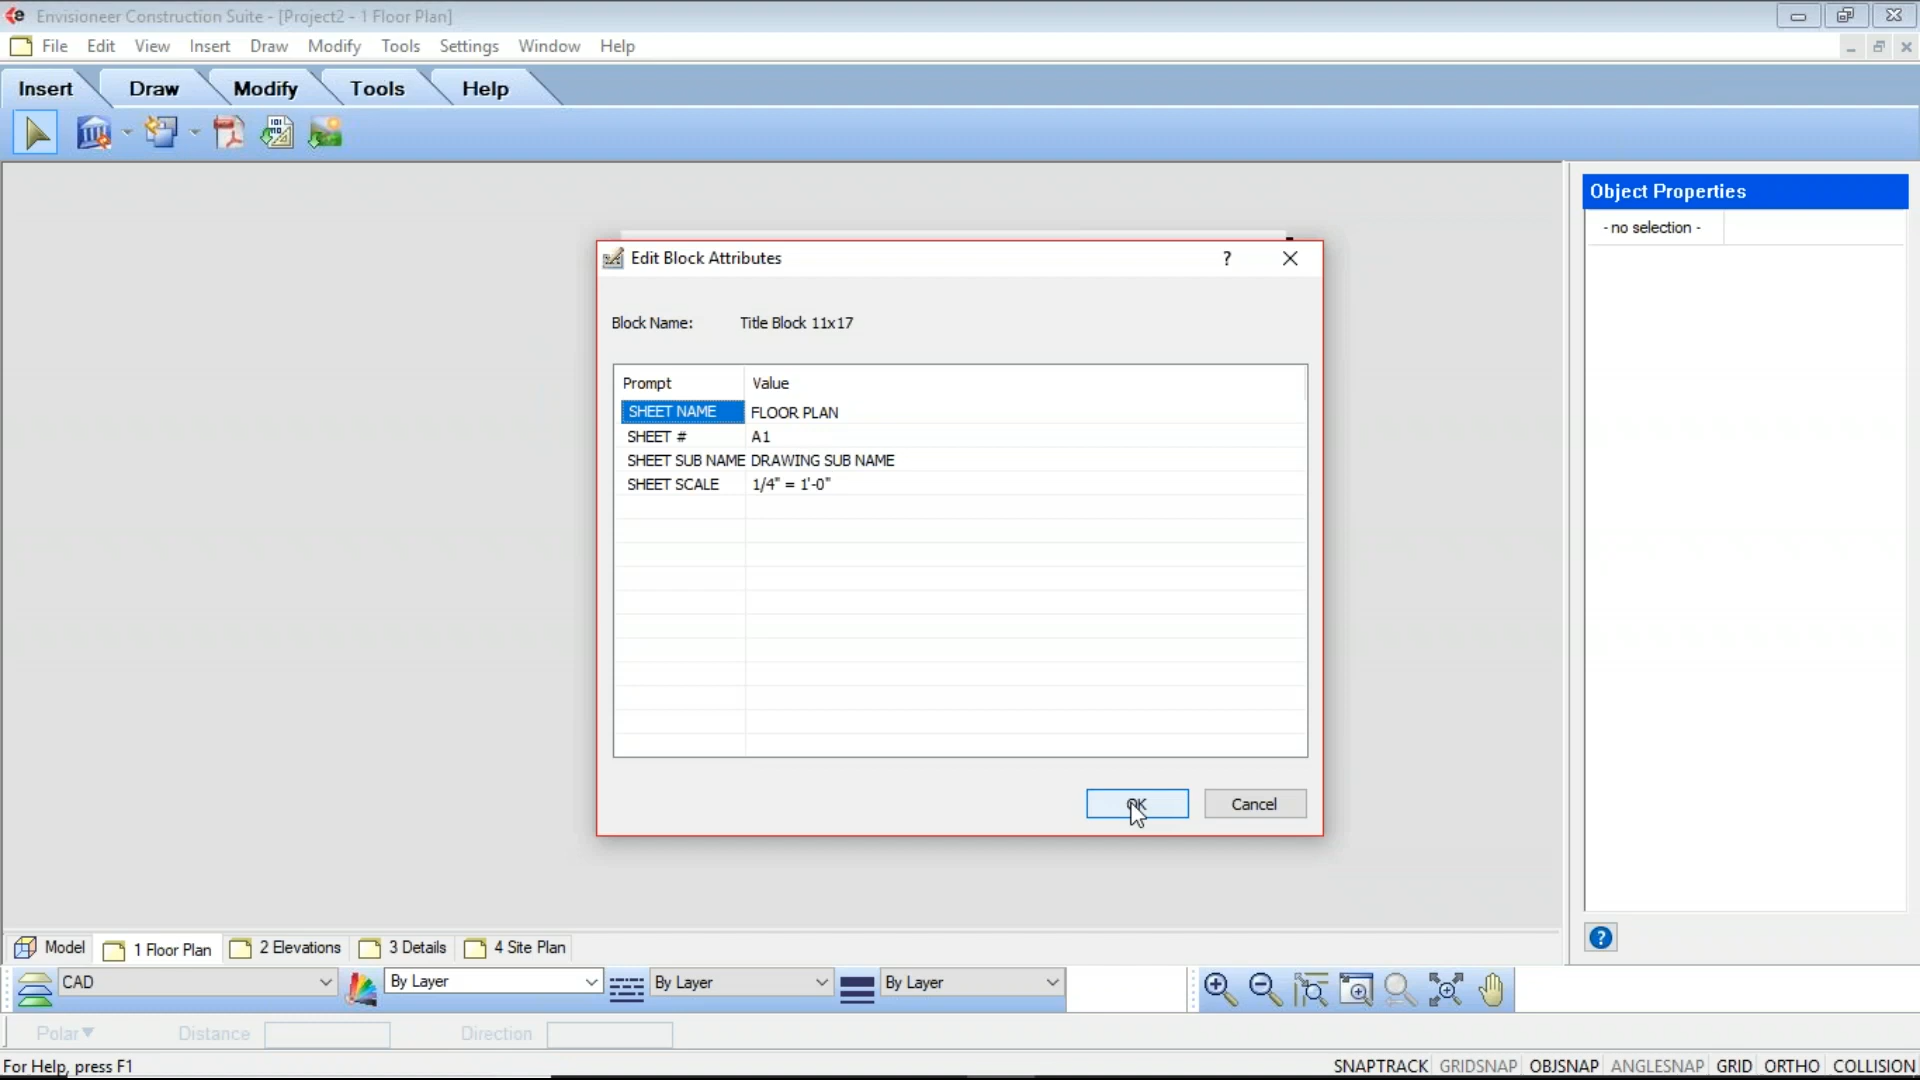 Envisioneer Construction Suite - [Project2 - 1 Floor Plan]
File Edit View Insert Draw Modify Tools Settings Window Help
Insert Draw Modify Tools Help
Object Properties
- no selection -
Edit Block Attributes ?
Block Name: Title Block 11x17
Prompt Value
SHEET NAME FLOOR PLAN
SHEET # A1
SHEET SUB NAME DRAWING SUB NAME
SHEET SCALE 1/4" = 1'-0"
OK Cancel
Model 1 Floor Plan 2 Elevations 3 Details 4 Site Plan
?
CAD By Layer By Layer By Layer
Polar Distance Direction
For Help, press F1 SNAPTRACK GRIDSNAP OBJSNAP ANGLESNAP GRID ORTHO COLLISION